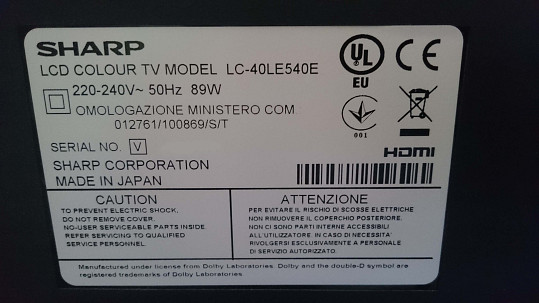 SHARP
LCD COLOUR TV MODEL LC-40LE540E
220-240V~ 50Hz 89W
OMOLOGAZIONE MINISTERO COM
012761/100869/S/T
SERIAL NO. V
SHARP CORPORATION
MADE IN JAPAN
UL
EU
CE
001
HDMI
CAUTION
TO PREVENT ELECTRIC SHOCK,
DO NOT REMOVE COVER.
NO-USER SERVICEABLE PARTS INSIDE.
REFER SERVICING TO QUALIFIED
SERVICE PERSONNEL.
ATTENZIONE
PER EVITARE IL RISCHIO DI SCOSSE ELETTRICHE
NON RIMUOVERE IL COPERCHIO POSTERIORE.
NON CI SONO PARTI INTERNE ACCESSIBILI
ALL'UTILIZZATORE. IN CASO DI NECESSITA'
RIVOLGERSI ESCLUSIVAMENTE A PERSONALE
DI SERVIZIO AUTORIZZATO.
Manufactured under license from Dolby Laboratories. Dolby and the double-D symbol are
registered trademarks of Dolby Laboratories.